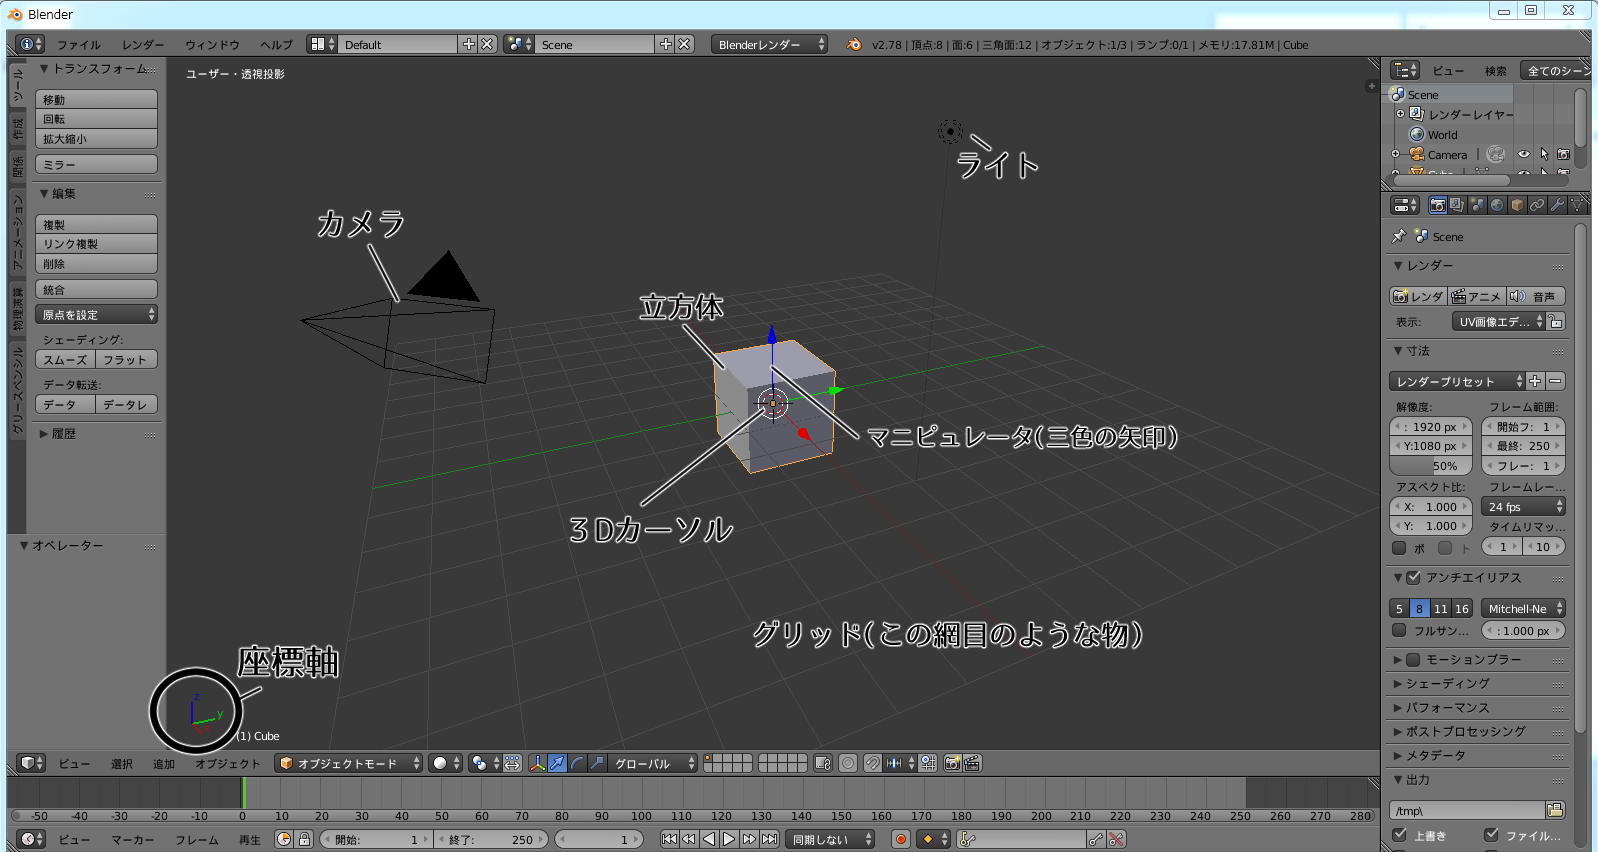 Blender
ファイル レンダー ウィンドウ ヘルプ Default Scene Blenderレンダー v2.78 | 頂点:8 | 面:6 | 三角面:12 | オブジェクト:1/3 | ランプ:0/1 | メモリ:17.81M | Cube
ツール
作成
関係
アニメーション
物理演算
グリースペンシル
トランスフォーム
移動
回転
拡大縮小
ミラー
編集
複製
リンク複製
削除
統合
原点を設定
シェーディング:
スムーズ フラット
データ転送:
データ データレ
履歴
オペレーター
ユーザー・透視投影
ライト
カメラ
立方体
マニピュレータ(三色の矢印)
3Dカーソル
グリッド(この網目のような物)
座標軸
z
y
x
(1) Cube
ビュー 選択 追加 オブジェクト オブジェクトモード グローバル
-50 -40 -30 -20 -10 0 10 20 30 40 50 60 70 80 90 100 110 120 130 140 150 160 170 180 190 200 210 220 230 240 250 260 270 280
ビュー マーカー フレーム 再生 開始: 1 終了: 250 1 同期しない
ビュー 検索 全てのシーン
Scene
レンダーレイヤー
World
Camera
Cube
Scene
レンダー
レンダ アニメ 音声
表示: UV画像エデ...
寸法
レンダープリセット
解像度: フレーム範囲:
: 1920 px 開始フ: 1
Y:1080 px 最終: 250
50% フレー: 1
アスペクト比: フレームレー...
X: 1.000 24 fps
Y: 1.000 タイムリマッ...
ボ ト 1 10
アンチエイリアス
5 8 11 16 Mitchell-Ne
フルサン... : 1.000 px
モーションブラー
シェーディング
パフォーマンス
ポストプロセッシング
メタデータ
出力
/tmp\
上書き ファイル...